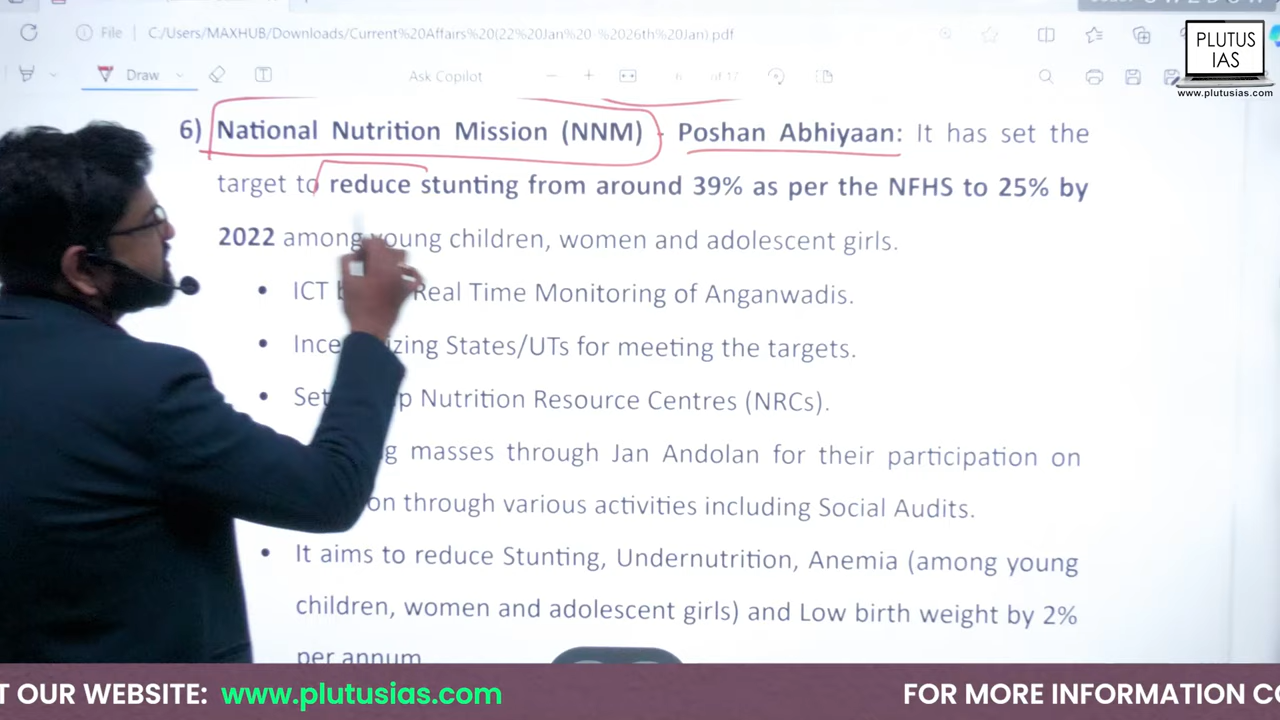 File C:/Users/MAXHUB/Downloads/Current%20Affairs%20(22%20Jan%20 %2026th%20Jan).pdf
PLUTUS
IAS
www.plutusias.com
Draw
Ask Copilot
6 of 17
6) National Nutrition Mission (NNM) - Poshan Abhiyaan: It has set the
target to reduce stunting from around 39% as per the NFHS to 25% by
2022 among young children, women and adolescent girls.
• ICT Real Time Monitoring of Anganwadis.
• States/UTs for meeting the targets.
• Nutrition Resource Centres (NRCs).
masses through Jan Andolan for their participation on
through various activities including Social Audits.
• It aims to reduce Stunting, Undernutrition, Anemia (among young
children, women and adolescent girls) and Low birth weight by 2%
per annum
OUR WEBSITE: www.plutusias.com FOR MORE INFORMATION